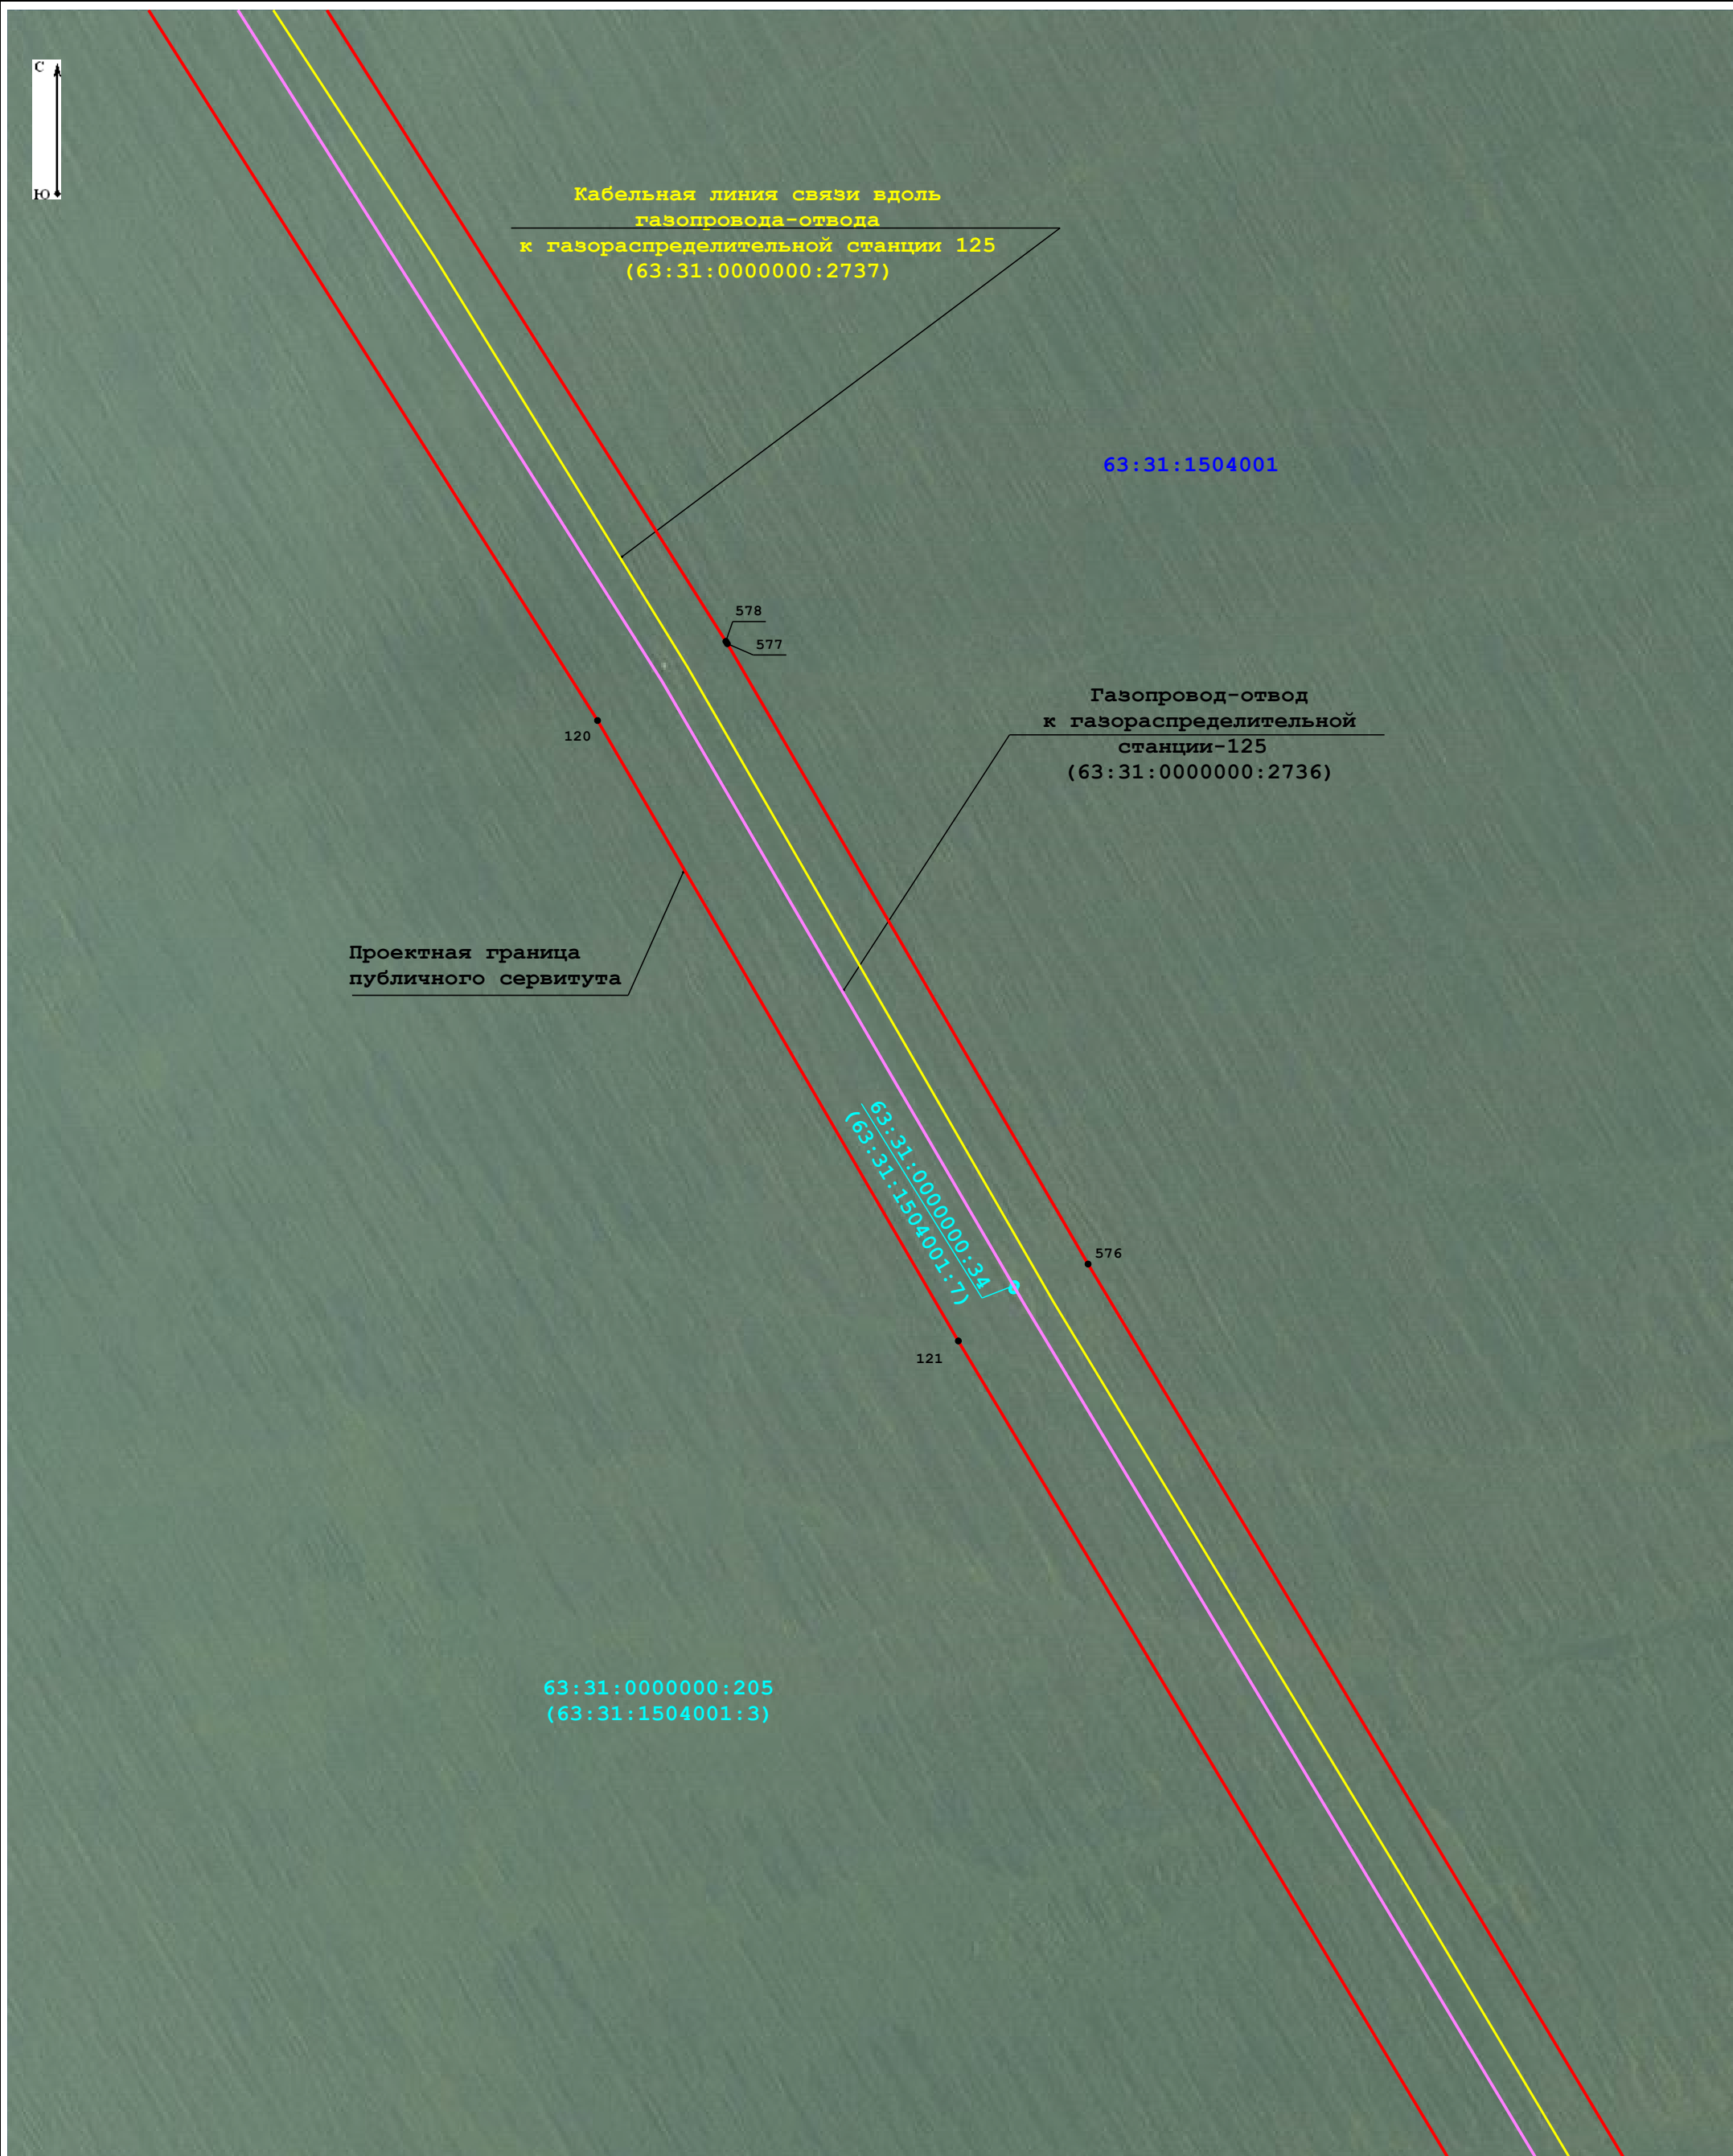 С
Ю
Кабельная линия связи вдоль
газопровода-отвода
к газораспределительной станции 125
(63:31:0000000:2737)
63:31:1504001
578
577
Газопровод-отвод
к газораспределительной
станции-125
(63:31:0000000:2736)
120
Проектная граница
публичного сервитута
63:31:0000000:34
(63:31:1504001:7)
576
121
63:31:0000000:205
(63:31:1504001:3)